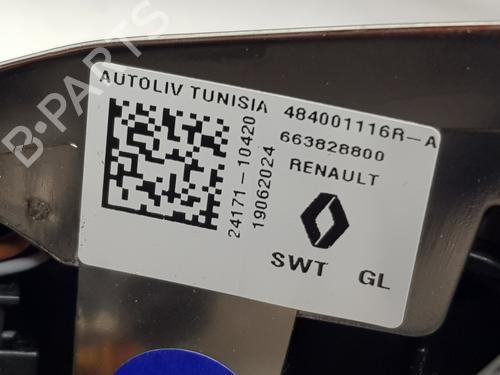 AUTOLIV TUNISIA 484001116R-A
663828800
RENAULT
24171-10420
19062024
SWT GL
B-PARTS